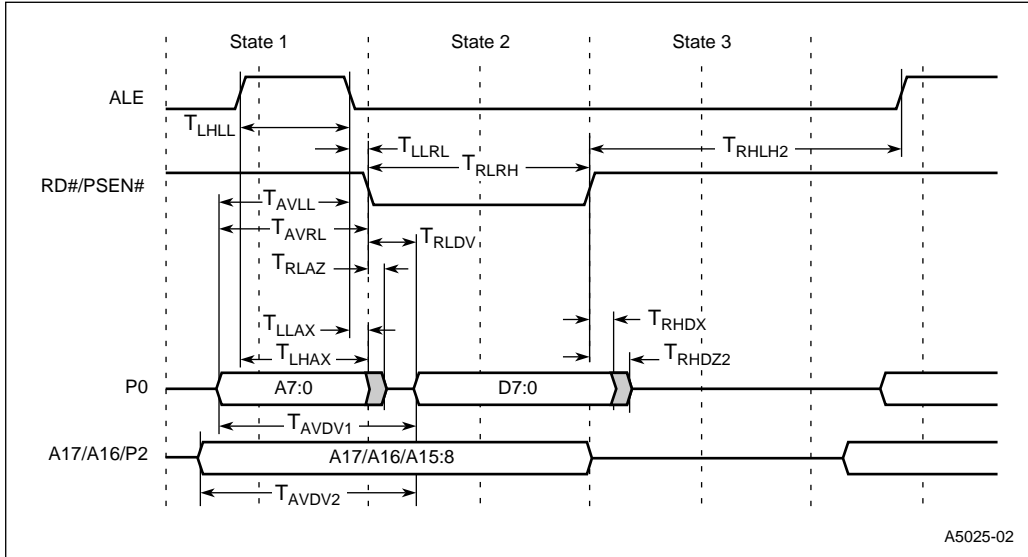 State 1 State 2 State 3
ALE
TLHLL
TLLRL
TRLRH
TRHLH2
RD#/PSEN#
TAVLL
TAVRL
TRLDV
TRLAZ
TLLAX
TRHDX
TLHAX
TRHDZ2
P0 A7:0 D7:0
TAVDV1
A17/A16/P2 A17/A16/A15:8
TAVDV2
A5025-02